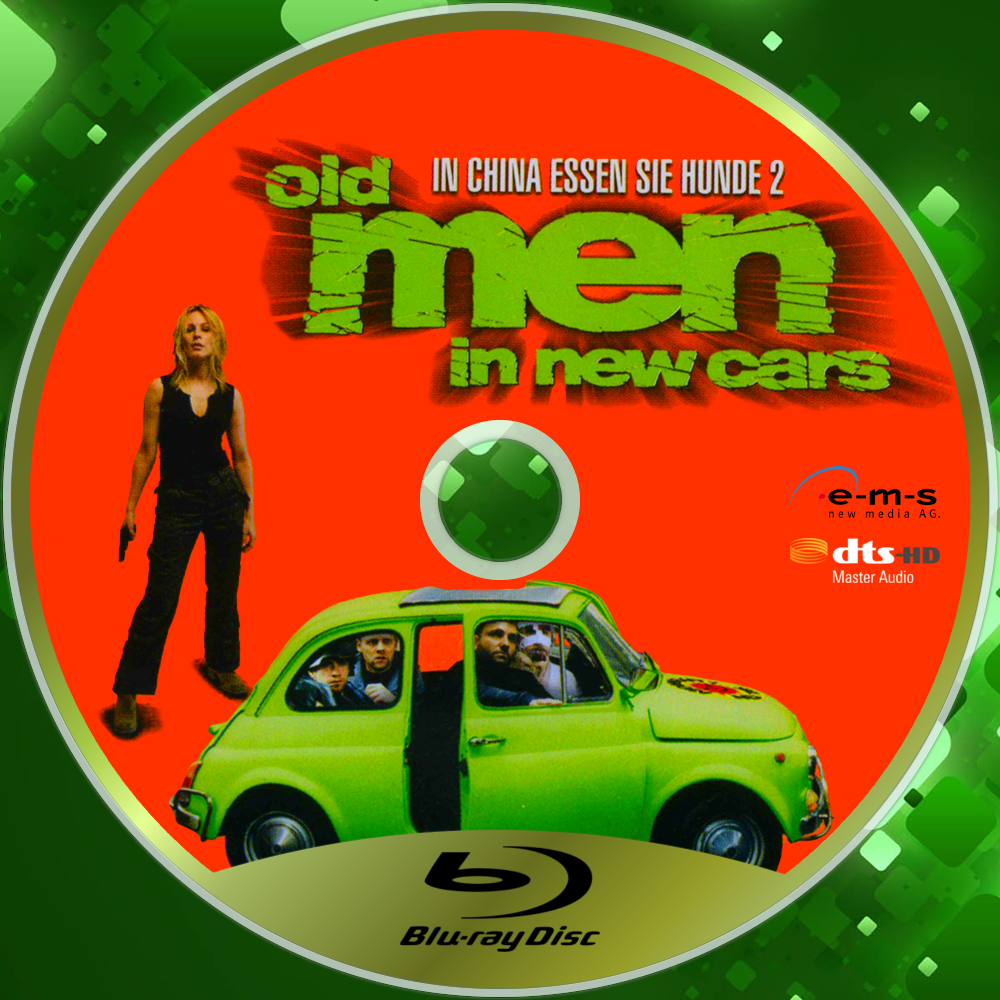 old
IN CHINA ESSEN SIE HUNDE 2
men
in new cars
e-m-s
new media AG.
dts-HD
Master Audio
Blu-ray Disc